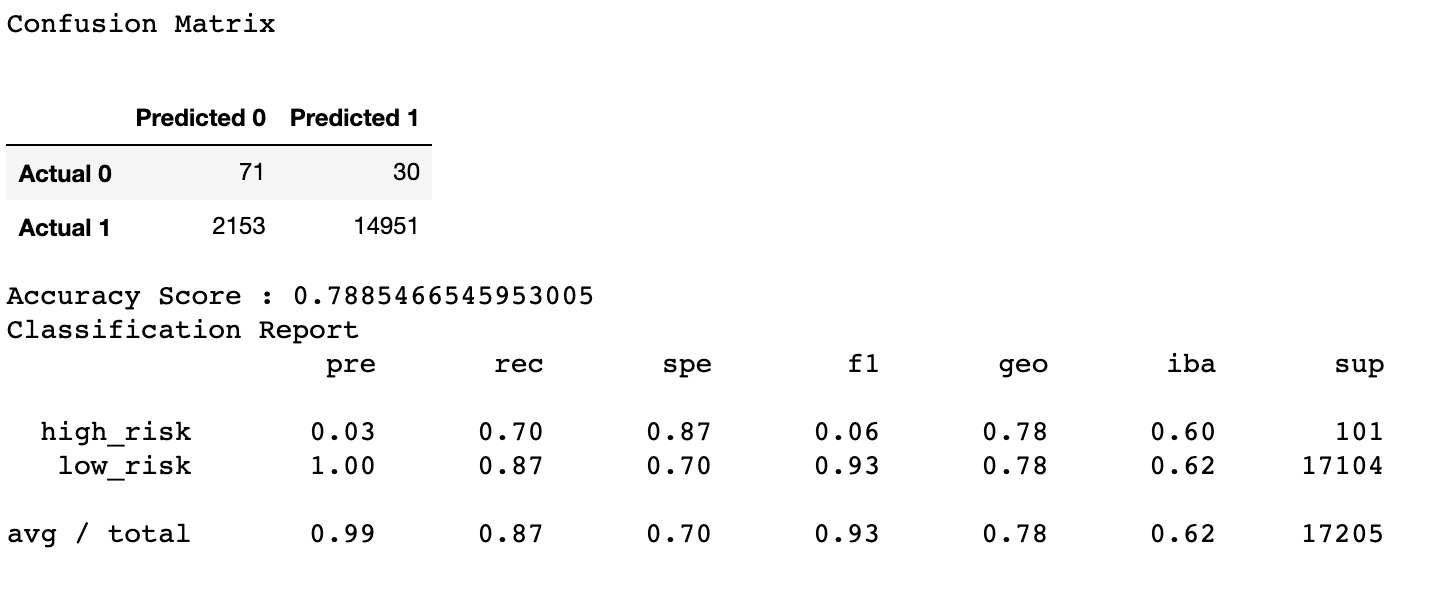 Confusion Matrix
Predicted 0 Predicted 1
Actual 0 71 30
Actual 1 2153 14951
Accuracy Score : 0.7885466545953005
Classification Report
pre rec spe f1 geo iba sup
high_risk 0.03 0.70 0.87 0.06 0.78 0.60 101
low_risk 1.00 0.87 0.70 0.93 0.78 0.62 17104
avg / total 0.99 0.87 0.70 0.93 0.78 0.62 17205